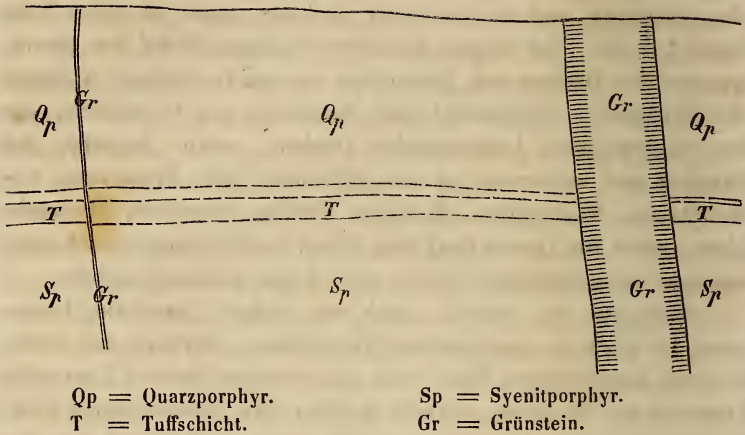 Gr
Qp Qp Gr Qp
T T T
Sp Gr Sp Gr Sp
Qp = Quarzporphyr. Sp = Syenitporphyr.
T = Tuffschicht. Gr = Grünstein.